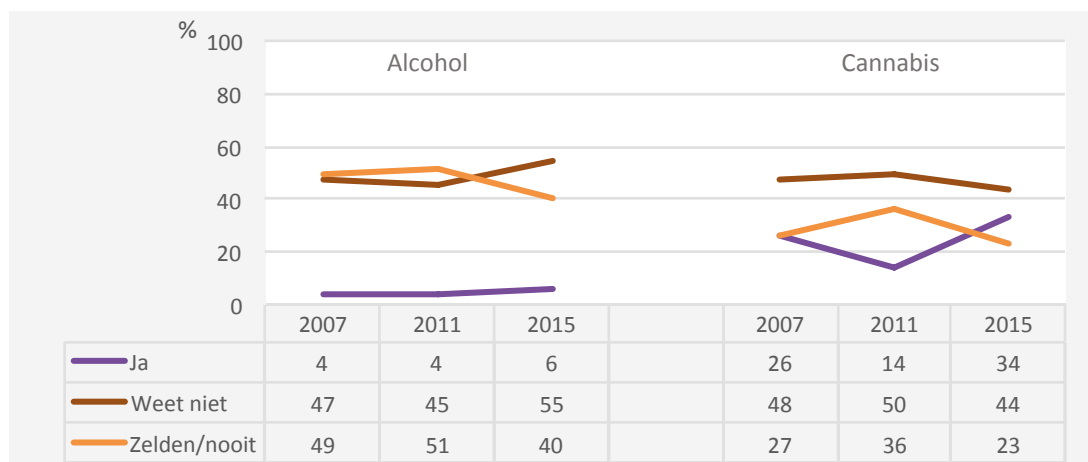 %
100
Alcohol Cannabis
80
60
40
20
0
2007 2011 2015 2007 2011 2015
Ja 4 4 6 26 14 34
Weet niet 47 45 55 48 50 44
Zelden/nooit 49 51 40 27 36 23